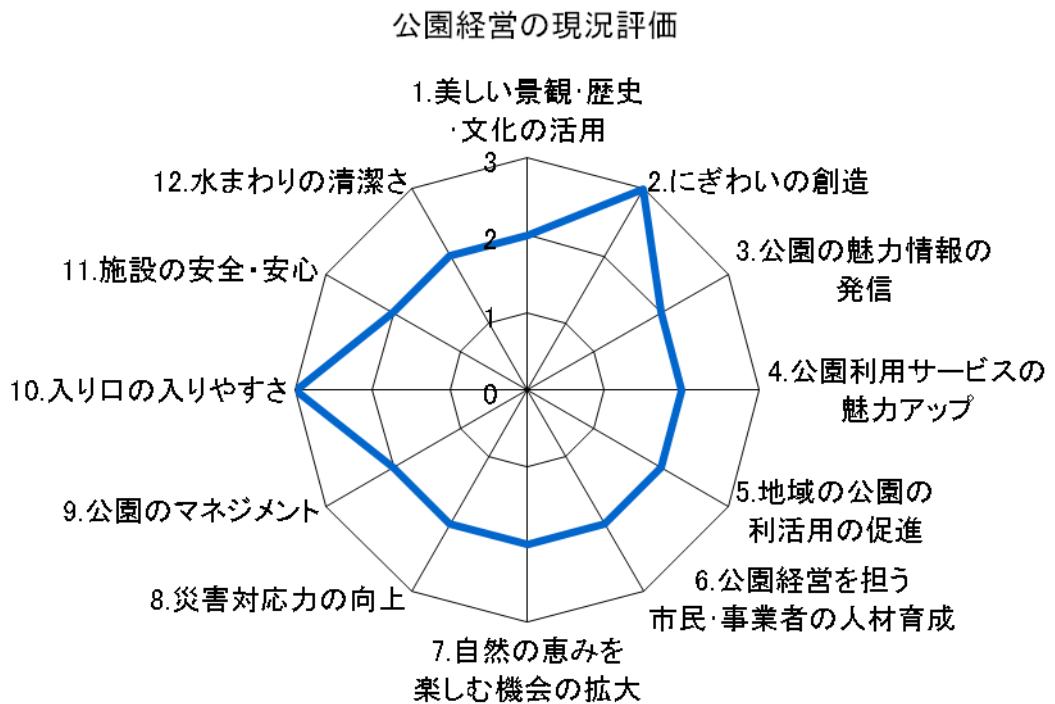 公園経営の現況評価
1.美しい景観･歴史
･文化の活用
2.にぎわいの創造
3.公園の魅力情報の
発信
4.公園利用サービスの
魅力アップ
5.地域の公園の
利活用の促進
6.公園経営を担う
市民･事業者の人材育成
7.自然の恵みを
楽しむ機会の拡大
8.災害対応力の向上
9.公園のマネジメント
10.入り口の入りやすさ
11.施設の安全・安心
12.水まわりの清潔さ
3
2
1
0